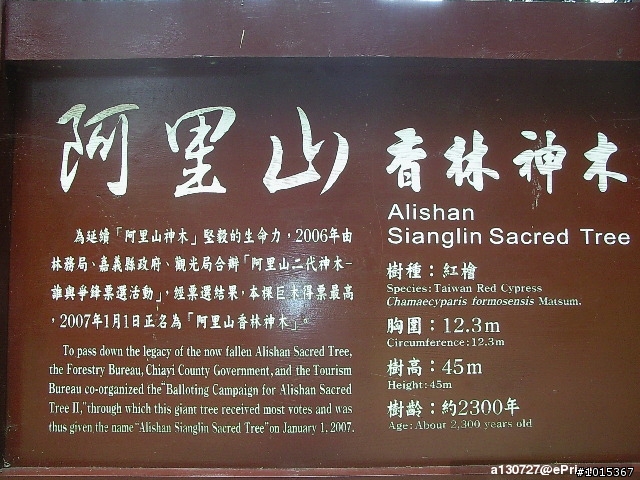 阿里山 香林神木
Alishan
Sianglin Sacred Tree
為延續「阿里山神木」堅毅的生命力，2006年由
林務局、嘉義縣政府、觀光局合辦「阿里山二代神木-
誰與爭鋒票選活動」，經票選結果，本棵巨木得票最高
，2007年1月1日正名為「阿里山香林神木」。
To pass down the legacy of the now fallen Alishan Sacred Tree,
the Forestry Bureau, Chiayi County Government, and the Tourism
Bureau co-organized the "Balloting Campaign for Alishan Sacred
Tree II," through which this giant tree received most votes and was
thus given the name "Alishan Sianglin Sacred Tree" on January 1, 2007.
樹種：紅檜
Species: Taiwan Red Cypress
Chamaecyparis formosensis Matsum.
胸圍：12.3m
Circumference: 12.3m
樹高：45m
Height: 45m
樹齡：約2300年
Age: About 2,300 years old
a130727@ePri
#1015367